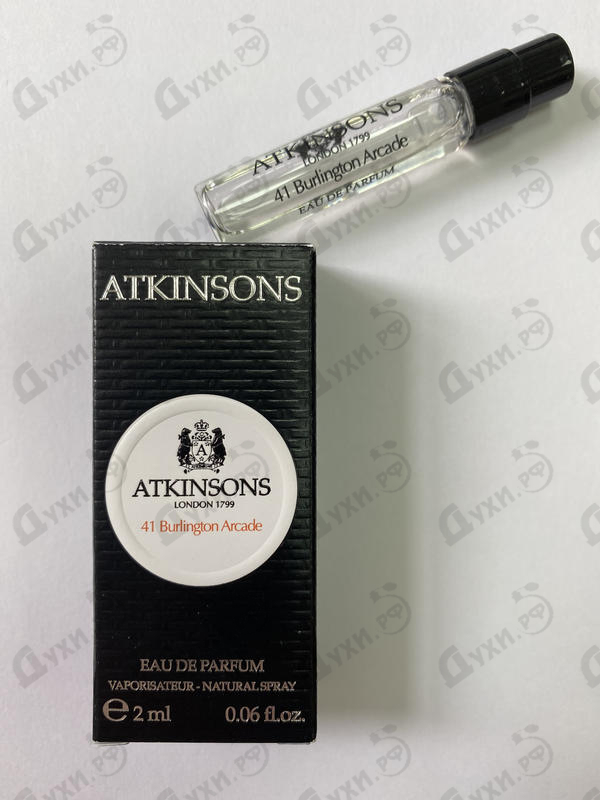 ATKINSONS
LONDON 1799
41 Burlington Arcade
EAU DE PARFUM
ATKINSONS
A
ATKINSONS
LONDON 1799
41 Burlington Arcade
EAU DE PARFUM
VAPORISATEUR - NATURAL SPRAY
℮ 2 ml 0.06 fl.oz.
Духи.РФ